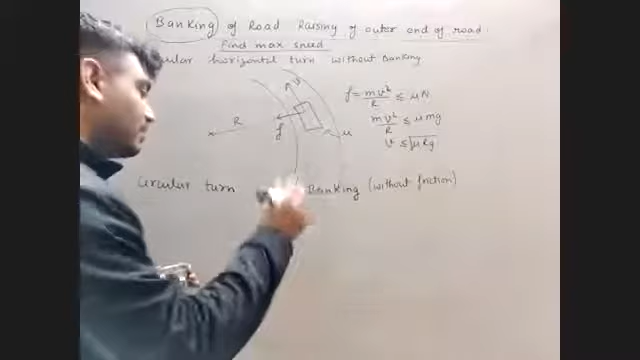 Banking of Road Raising of outer end of road.
Find max speed
horizontal turn without Banking
v
R
f
μ
f = mv²/R ≤ μN
mv²/R ≤ μmg
v ≤ √μRg
Circular turn Banking (without friction)